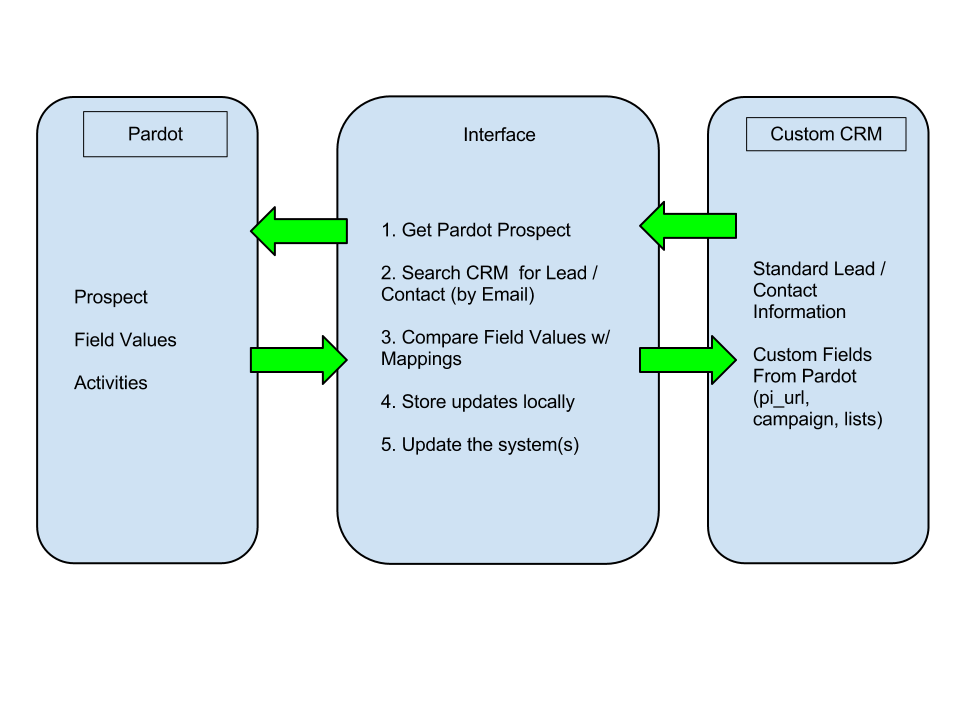 Pardot
Prospect
Field Values
Activities
Interface
1. Get Pardot Prospect
2. Search CRM  for Lead /
Contact (by Email)
3. Compare Field Values w/
Mappings
4. Store updates locally
5. Update the system(s)
Custom CRM
Standard Lead /
Contact
Information
Custom Fields
From Pardot
(pi_url,
campaign, lists)